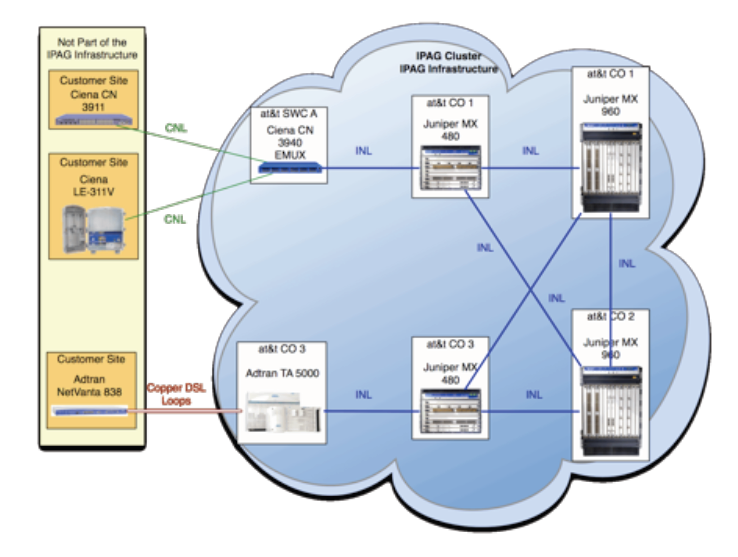 Not Part of the
IPAG Infrastructure
Customer Site
Ciena CN
3911
CNL
Customer Site
Ciena
LE-311V
CNL
Customer Site
Adtran
NetVanta 838
Copper DSL
Loops
IPAG Cluster
IPAG Infrastructure
at&t SWC A
Ciena CN
3940
EMUX
INL
at&t CO 1
Juniper MX
480
INL
at&t CO 1
Juniper MX
960
INL
INL
INL
at&t CO 3
Adtran TA 5000
INL
at&t CO 3
Juniper MX
480
INL
at&t CO 2
Juniper MX
960